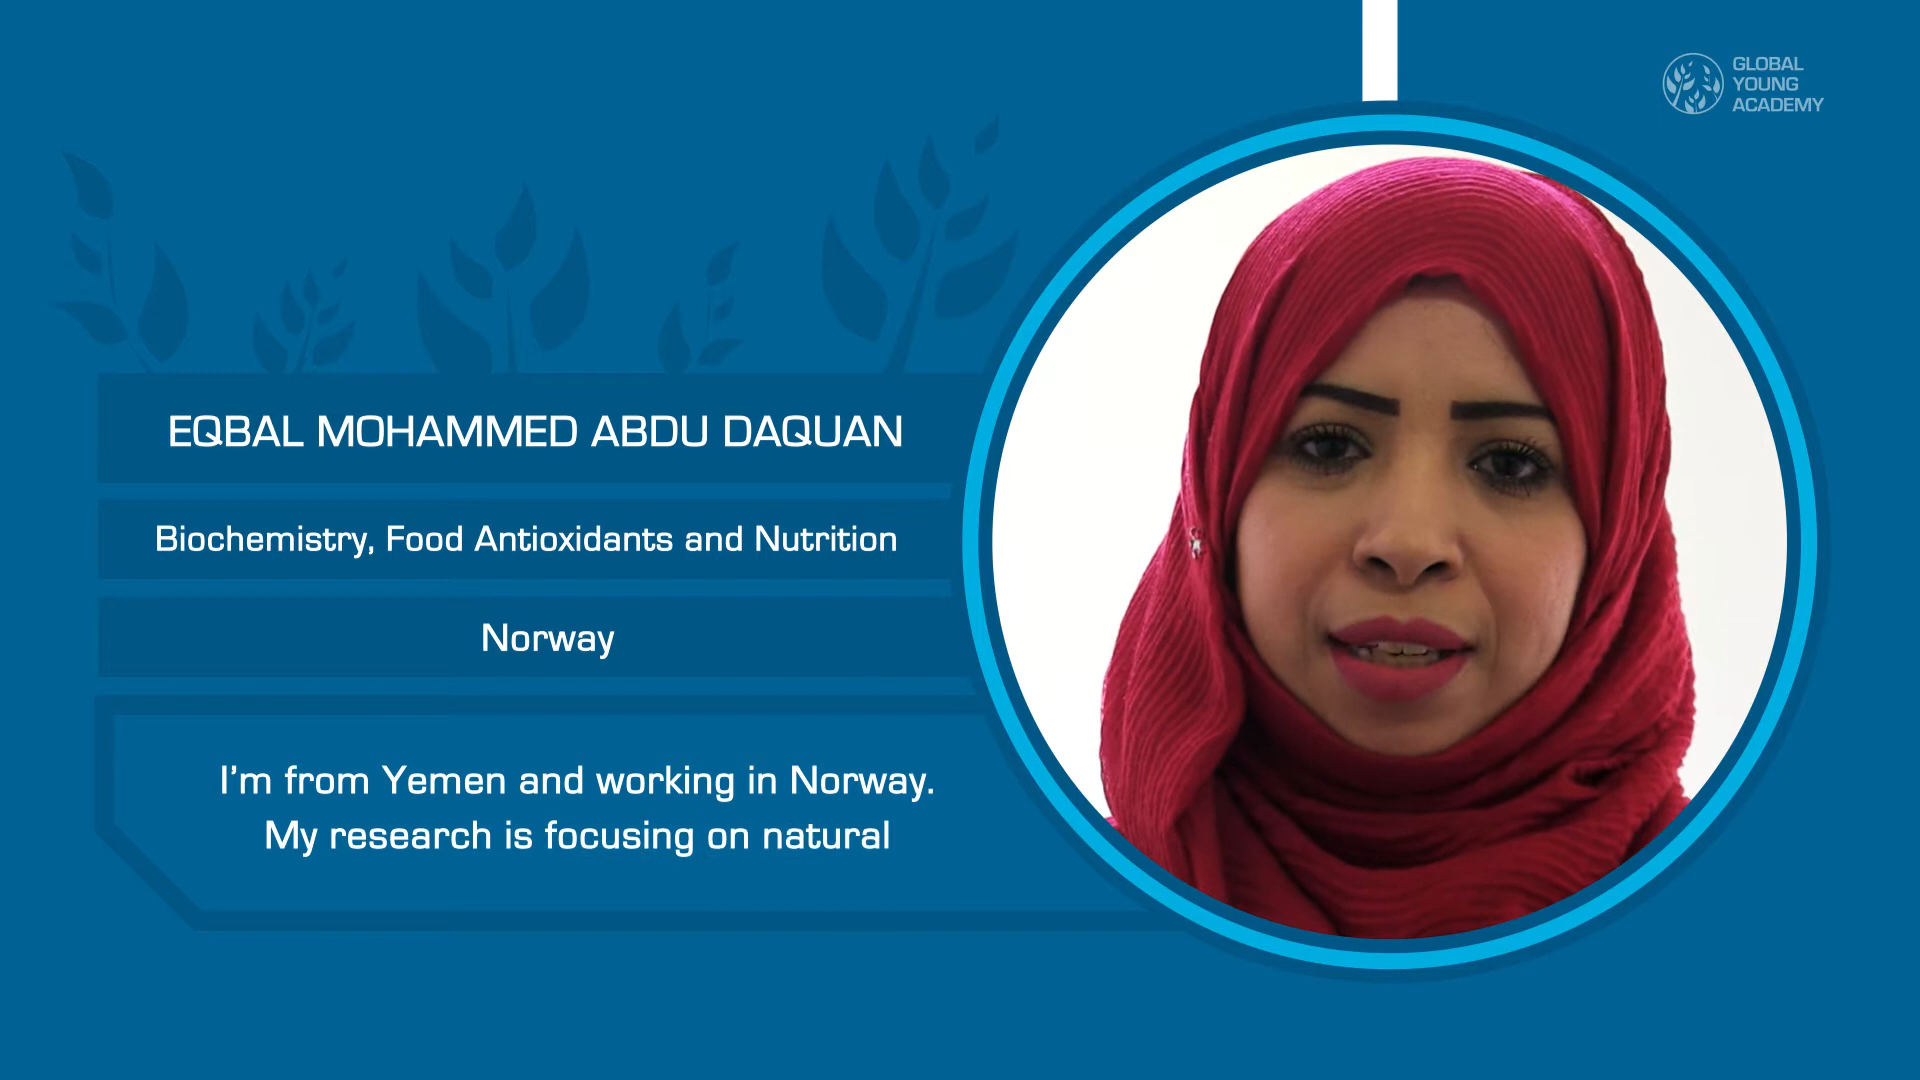 GLOBAL
YOUNG
ACADEMY
EQBAL MOHAMMED ABDU DAQUAN
Biochemistry, Food Antioxidants and Nutrition
Norway
I'm from Yemen and working in Norway.
My research is focusing on natural